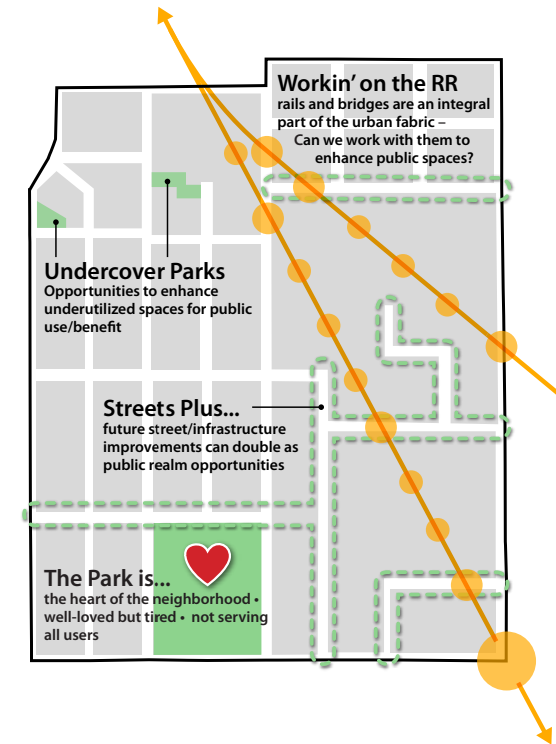 Workin’ on the RR
rails and bridges are an integral
part of the urban fabric –
Can we work with them to
enhance public spaces?
Undercover Parks
Opportunities to enhance
underutilized spaces for public
use/benefit
Streets Plus...
future street/infrastructure
improvements can double as
public realm opportunities
The Park is...
the heart of the neighborhood •
well-loved but tired • not serving
all users